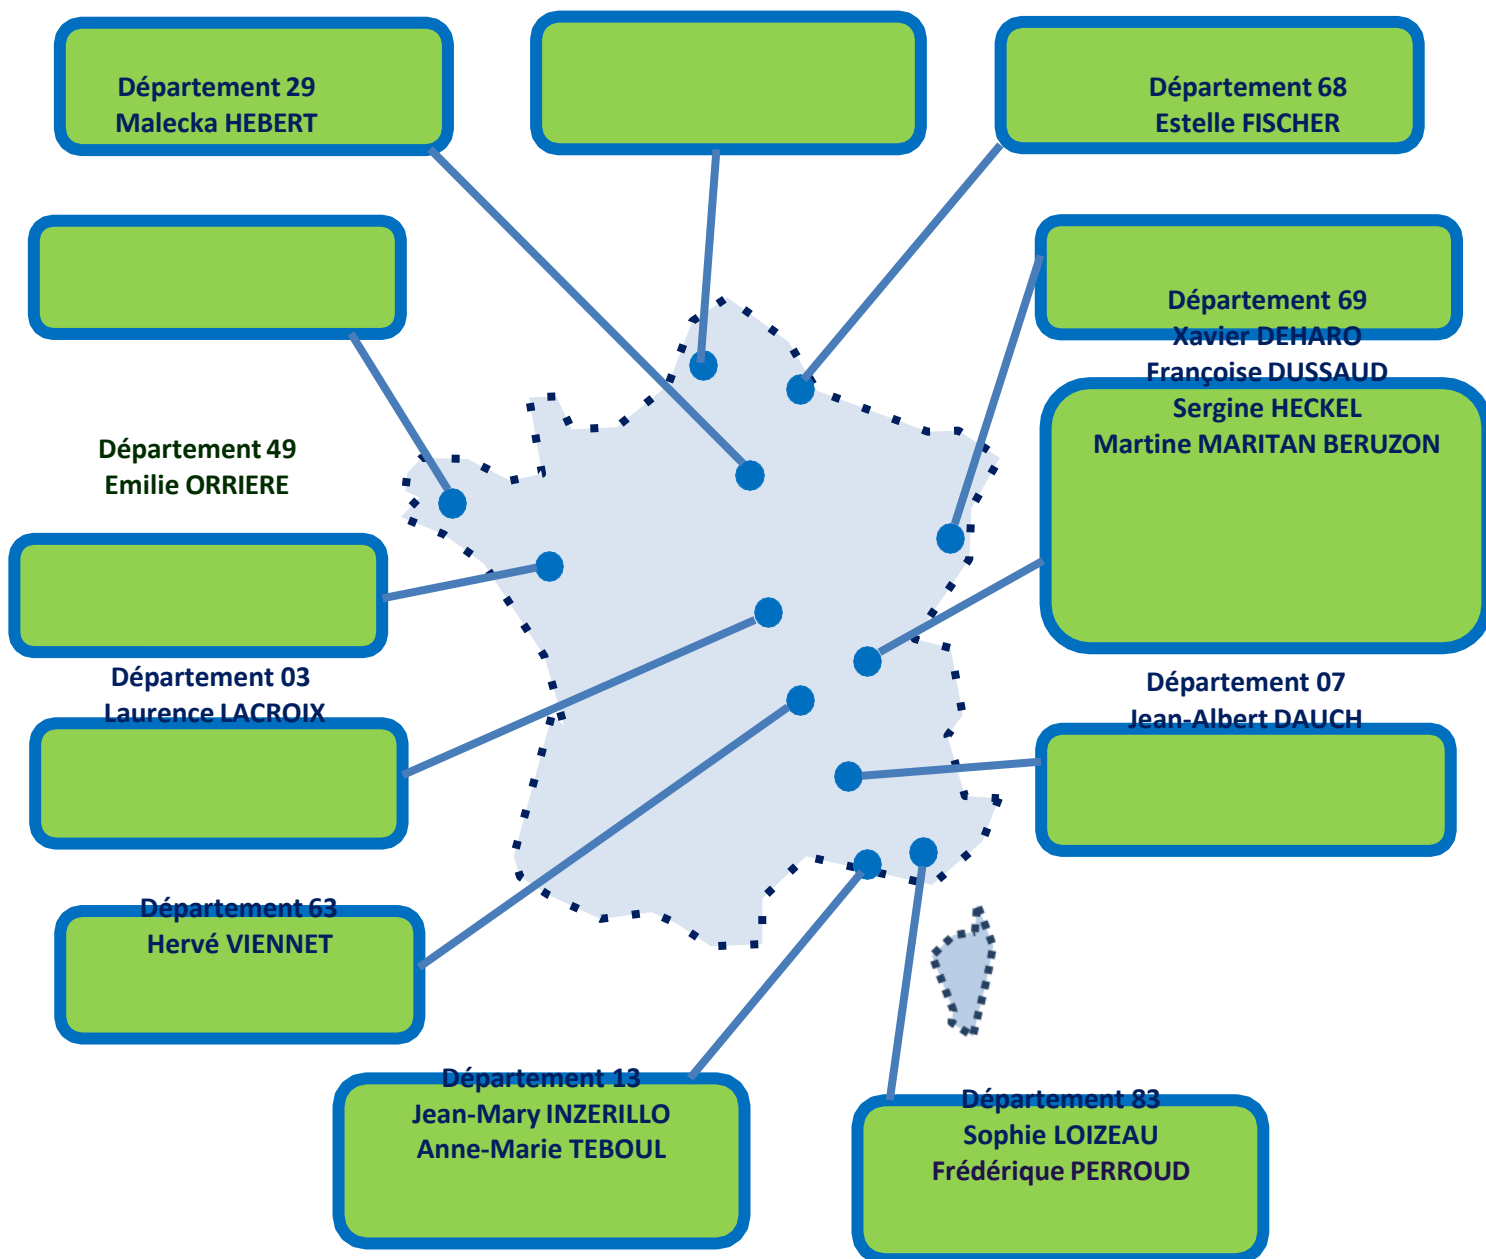 Département 29
Malecka HEBERT
Département 68
Estelle FISCHER
Département 69
Xavier DEHARO
Françoise DUSSAUD
Sergine HECKEL
Martine MARITAN BERUZON
Département 49
Emilie ORRIERE
Département 03
Laurence LACROIX
Département 07
Jean-Albert DAUCH
Département 63
Hervé VIENNET
Département 13
Jean-Mary INZERILLO
Anne-Marie TEBOUL
Département 83
Sophie LOIZEAU
Frédérique PERROUD